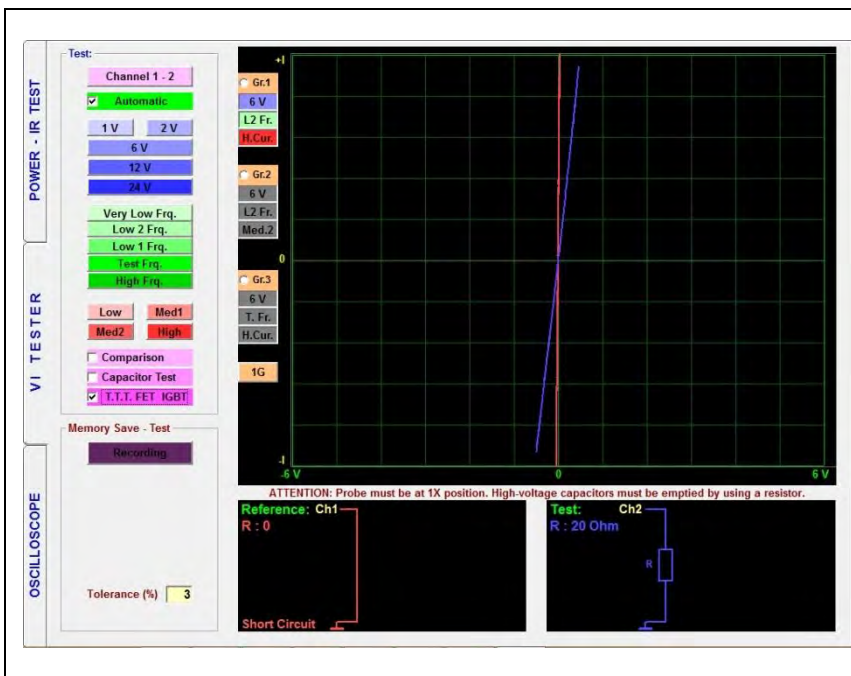 POWER - IR TEST
VI TESTER
OSCILLOSCOPE
Test:
Channel 1 - 2
Automatic
1 V 2 V
6 V
12 V
24 V
Very Low Frq.
Low 2 Frq.
Low 1 Frq.
Test Frq.
High Frq.
Low Med1
Med2 High
Comparison
Capacitor Test
T.T.T. FET IGBT
Memory Save - Test
Recording
Tolerance (%) 3
Gr.1
6 V
L2 Fr.
H.Cur.
Gr.2
6 V
L2 Fr.
Med.2
Gr.3
6 V
T. Fr.
H.Cur.
1G
+I
0
-I
-6 V 0 6 V
ATTENTION: Probe must be at 1X position. High-voltage capacitors must be emptied by using a resistor.
Reference: Ch1
R : 0
Short Circuit
Test: Ch2
R : 20 Ohm
R